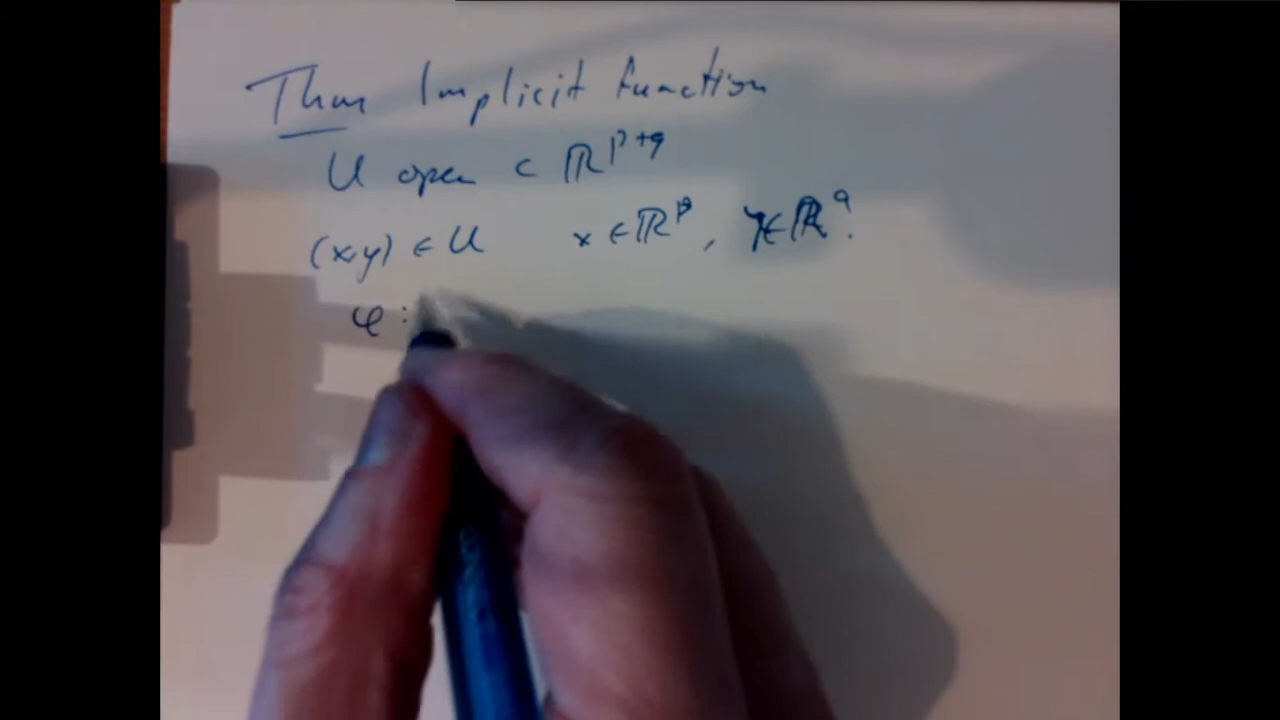 Thm Implicit function
U open ⊂ ℝ^{p+q}
(x,y) ∈ U x ∈ ℝ^p, y ∈ ℝ^q.
φ :